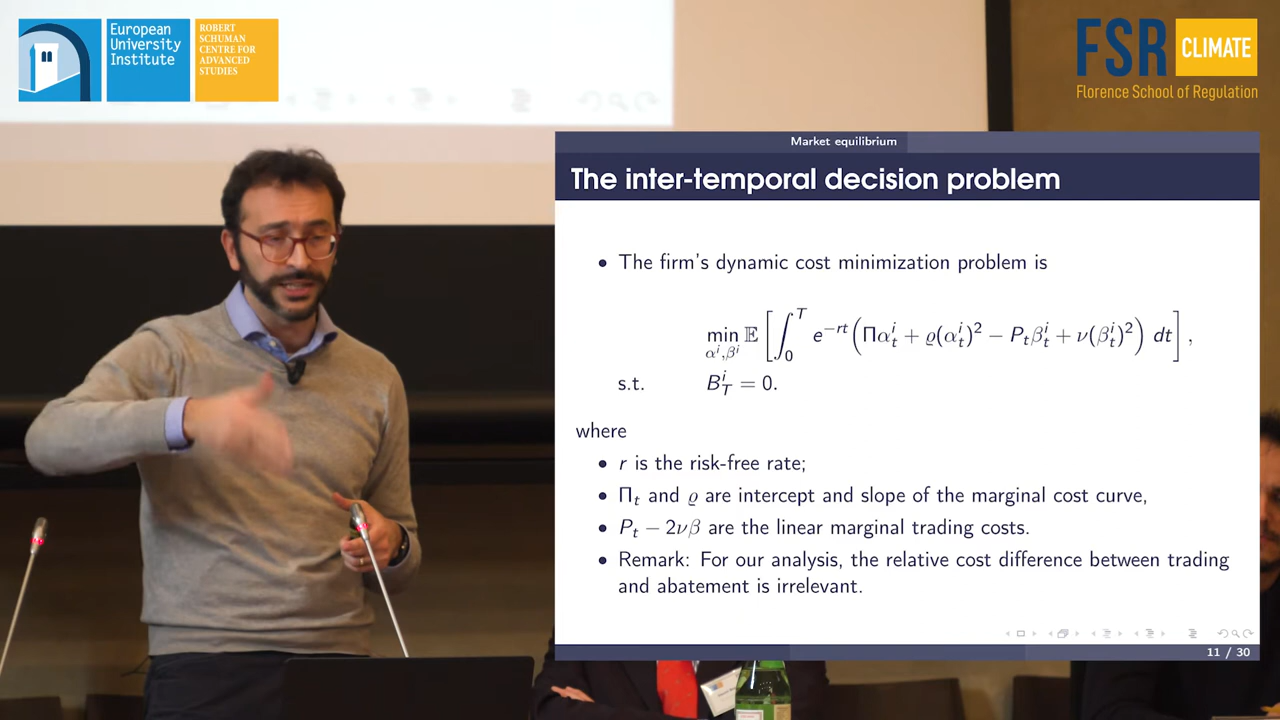 European
University
Institute
ROBERT
SCHUMAN
CENTRE FOR
ADVANCED
STUDIES
FSR CLIMATE
Florence School of Regulation
Market equilibrium
The inter-temporal decision problem
• The firm's dynamic cost minimization problem is
min_{α^i,β^i} 𝔼 [ ∫_0^T e^{−rt} ( Πα_t^i + ϱ(α_t^i)^2 − P_tβ_t^i + ν(β_t^i)^2 ) dt ] ,
s.t. B_T^i = 0.
where
• r is the risk-free rate;
• Π_t and ϱ are intercept and slope of the marginal cost curve,
• P_t − 2νβ are the linear marginal trading costs.
• Remark: For our analysis, the relative cost difference between trading
and abatement is irrelevant.
11 / 30